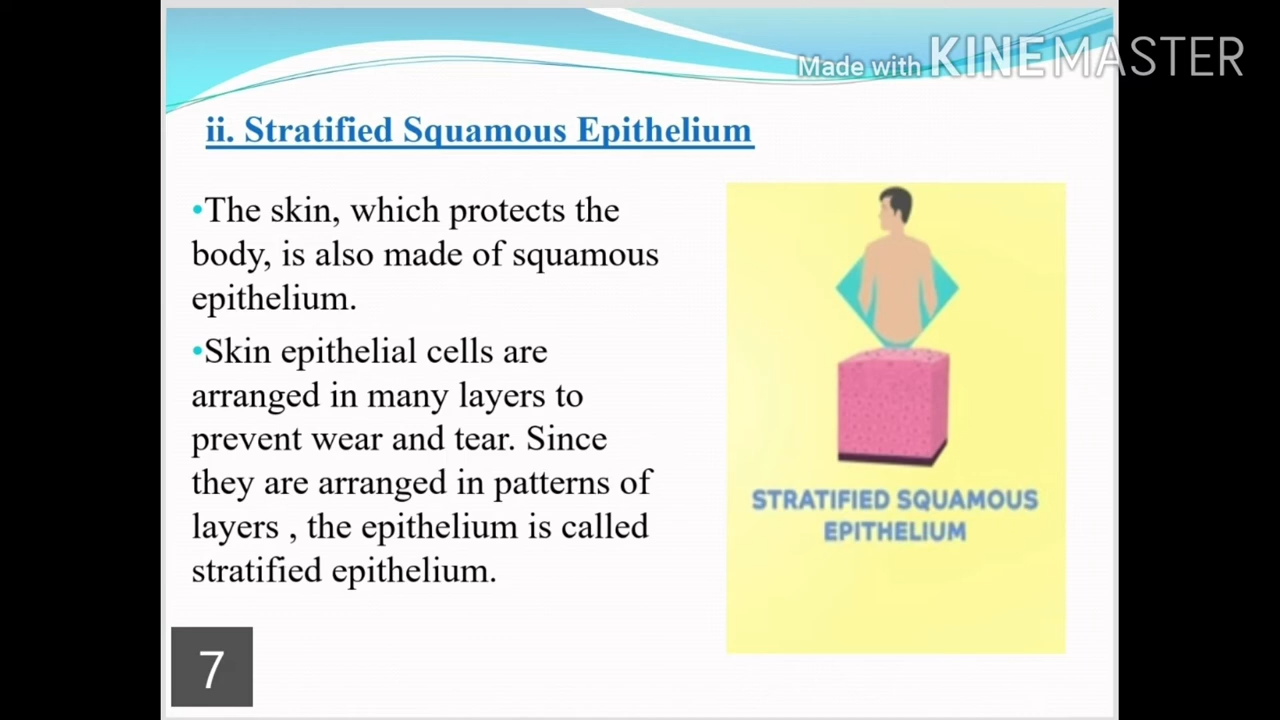 Made with KINEMASTER
ii. Stratified Squamous Epithelium
•The skin, which protects the
body, is also made of squamous
epithelium.
•Skin epithelial cells are
arranged in many layers to
prevent wear and tear. Since
they are arranged in patterns of
layers , the epithelium is called
stratified epithelium.
STRATIFIED SQUAMOUS
EPITHELIUM
7